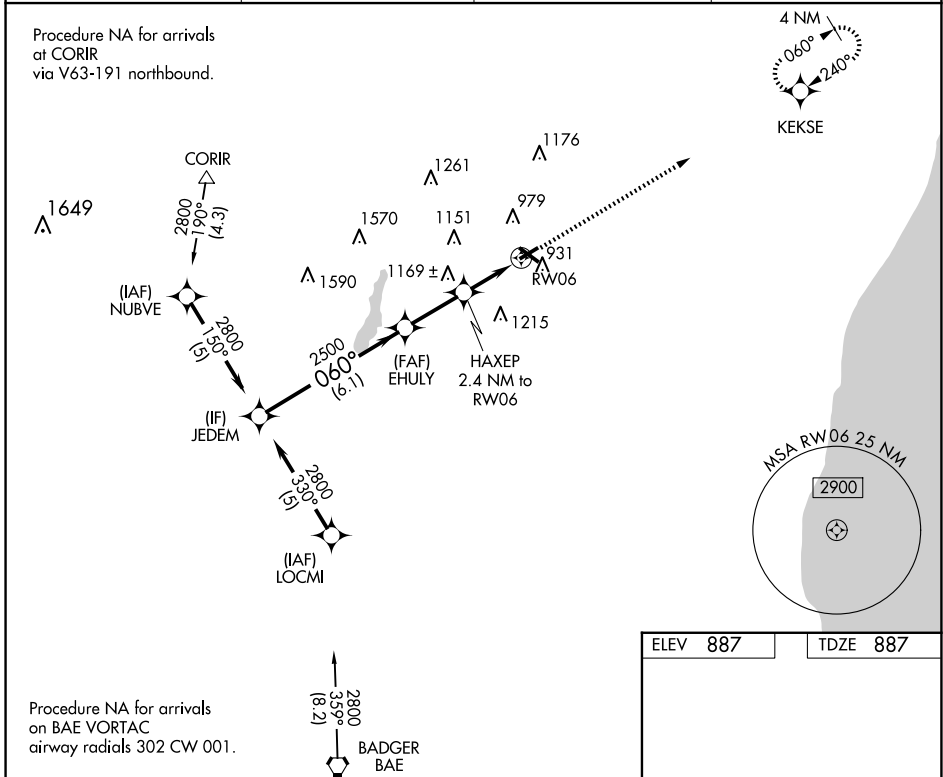 Procedure NA for arrivals
at CORIR
via V63-191 northbound.
4 NM
060°
240°
KEKSE
CORIR
2800
190°
(4.3)
1649
1261
1176
1570
1151
979
1590
1169 ±
931
RW06
1215
(IAF)
NUBVE
2800
150°
(5)
2500
060°
(6.1)
(FAF)
EHULY
HAXEP
2.4 NM to
RW06
(IF)
JEDEM
2800
330°
(5)
(IAF)
LOCMI
MSA RW06 25 NM
2900
ELEV 887
TDZE 887
2800
359°
(8.2)
BADGER
BAE
Procedure NA for arrivals
on BAE VORTAC
airway radials 302 CW 001.